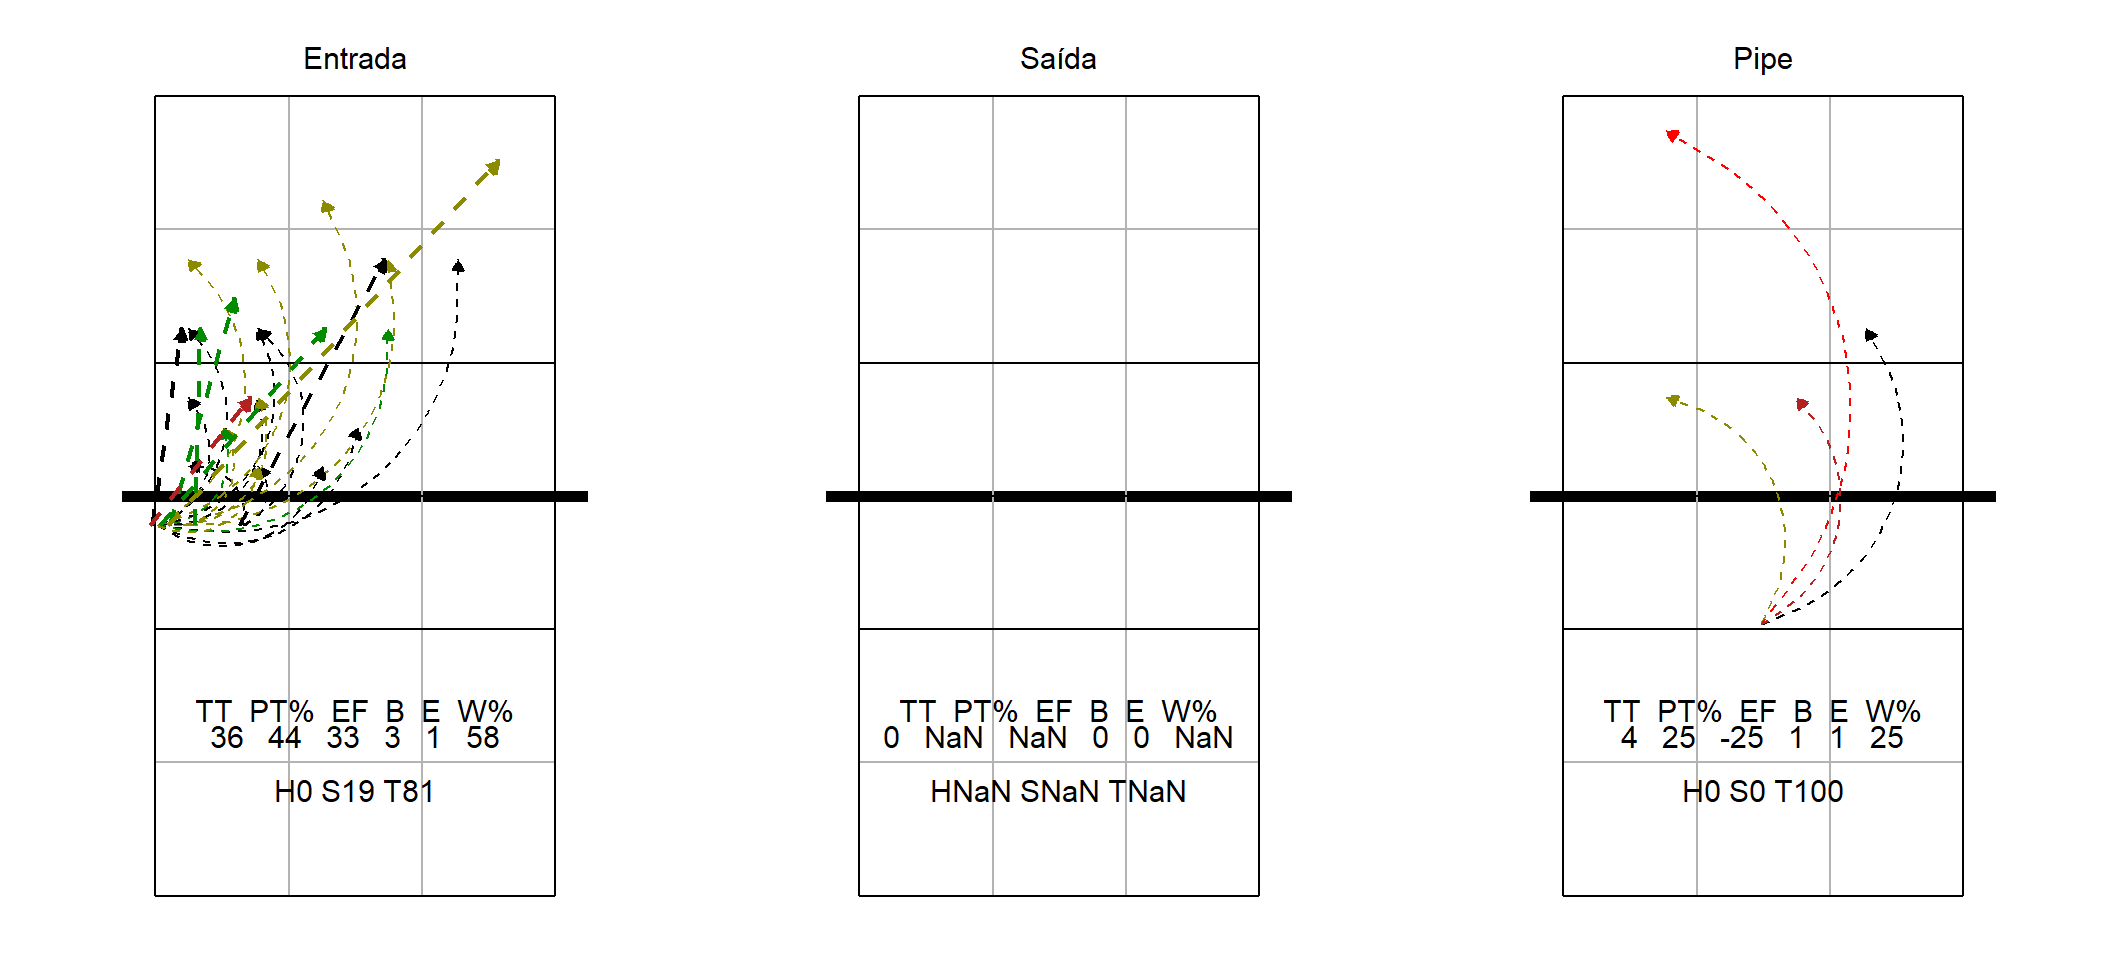 Entrada
TT PT% EF B E W%
36 44 33 3 1 58
H0 S19 T81
Saída
TT PT% EF B E W%
0 NaN NaN 0 0 NaN
HNaN SNaN TNaN
Pipe
TT PT% EF B E W%
4 25 -25 1 1 25
H0 S0 T100